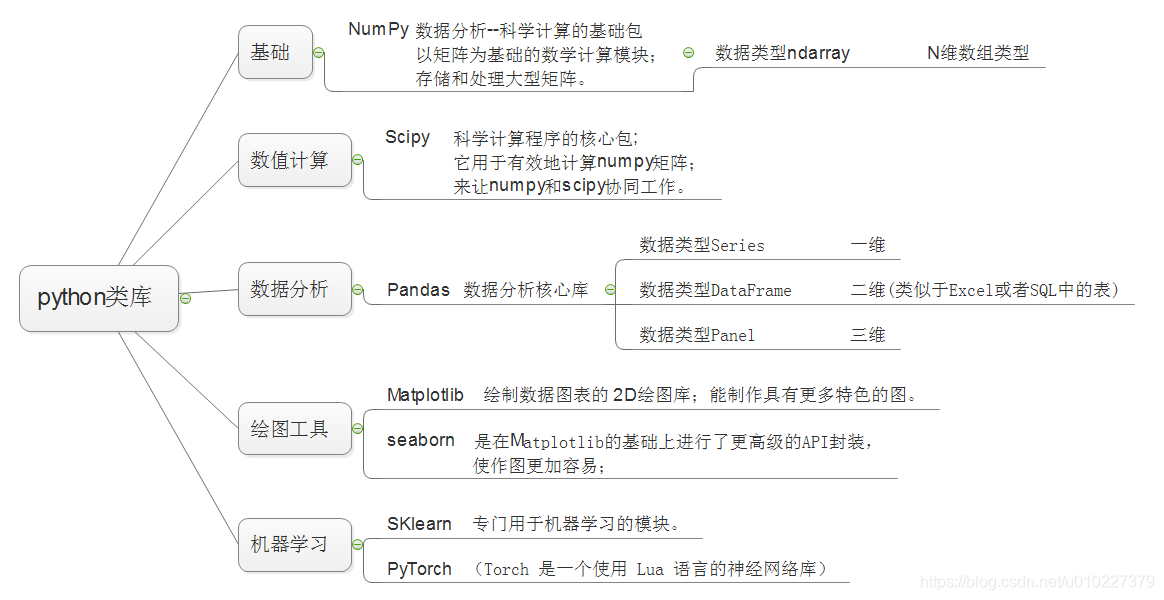 python类库
基础
NumPy 数据分析--科学计算的基础包
以矩阵为基础的数学计算模块；
存储和处理大型矩阵。
数据类型ndarray N维数组类型
数值计算
Scipy 科学计算程序的核心包；
它用于有效地计算numpy矩阵；
来让numpy和scipy协同工作。
数据分析
Pandas 数据分析核心库
数据类型Series 一维
数据类型DataFrame 二维(类似于Excel或者SQL中的表)
数据类型Panel 三维
绘图工具
Matplotlib 绘制数据图表的 2D绘图库；能制作具有更多特色的图。
seaborn 是在Matplotlib的基础上进行了更高级的API封装，
使作图更加容易；
机器学习
SKlearn 专门用于机器学习的模块。
PyTorch （Torch 是一个使用 Lua 语言的神经网络库）
https://blog.csdn.net/u010227379